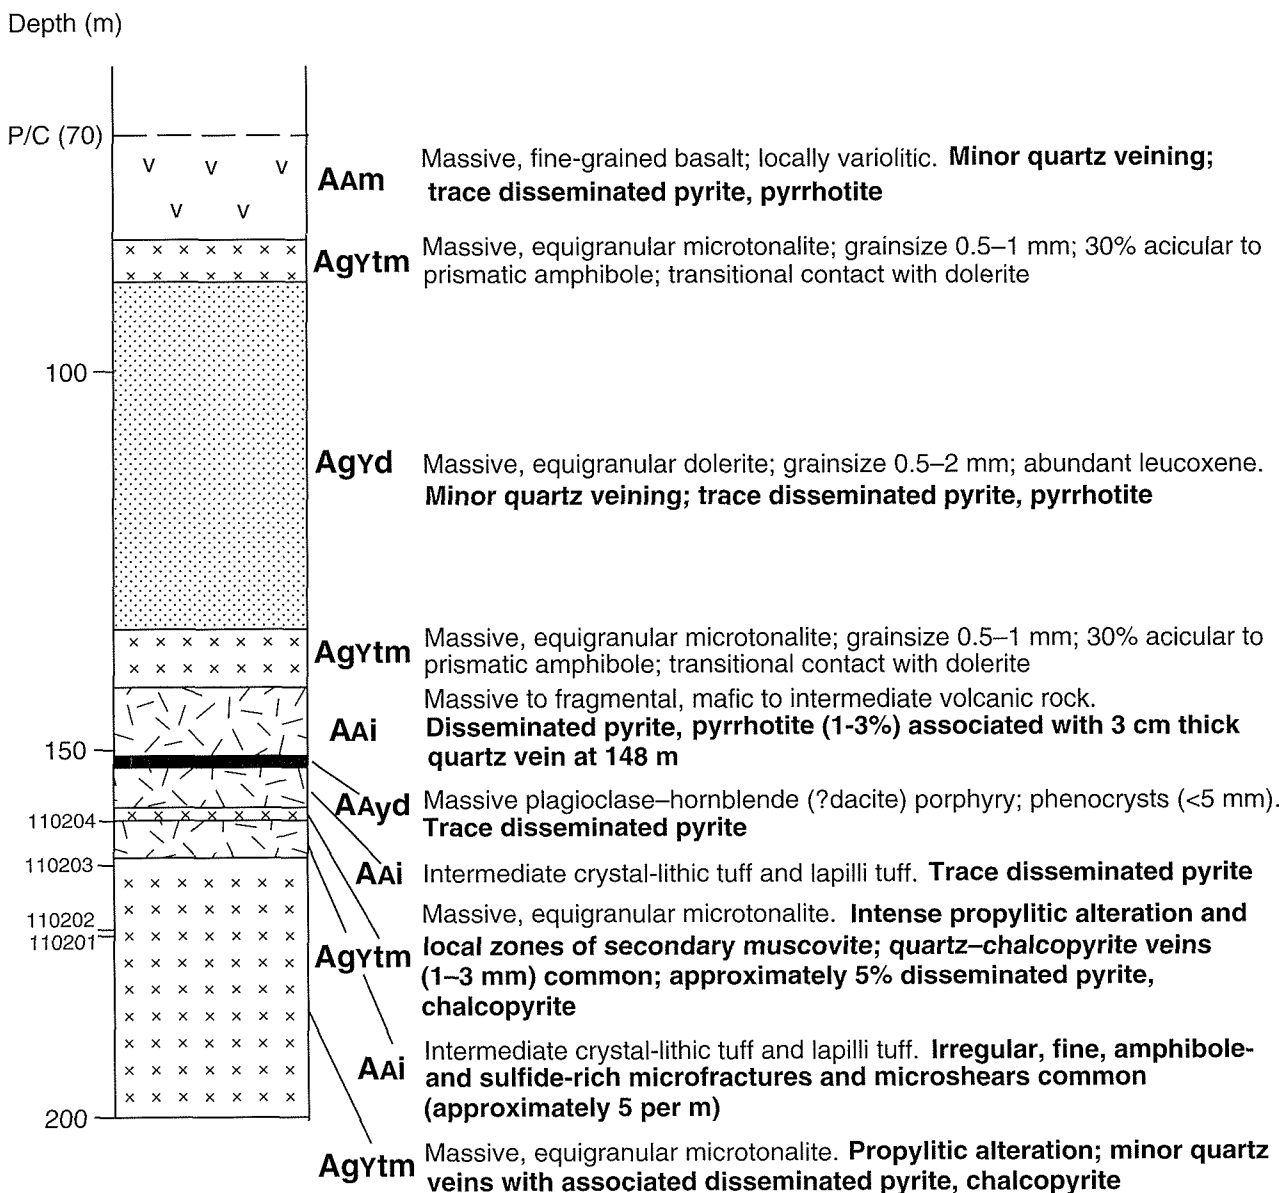 Depth (m)
P/C (70)
AAm
Massive, fine-grained basalt; locally variolitic. Minor quartz veining;
trace disseminated pyrite, pyrrhotite
AgYtm
Massive, equigranular microtonalite; grainsize 0.5–1 mm; 30% acicular to
prismatic amphibole; transitional contact with dolerite
100
AgYd
Massive, equigranular dolerite; grainsize 0.5–2 mm; abundant leucoxene.
Minor quartz veining; trace disseminated pyrite, pyrrhotite
AgYtm
Massive, equigranular microtonalite; grainsize 0.5–1 mm; 30% acicular to
prismatic amphibole; transitional contact with dolerite
AAi
Massive to fragmental, mafic to intermediate volcanic rock.
Disseminated pyrite, pyrrhotite (1-3%) associated with 3 cm thick
quartz vein at 148 m
150
AAyd
Massive plagioclase–hornblende (?dacite) porphyry; phenocrysts (<5 mm).
Trace disseminated pyrite
110204
110203
AAi
Intermediate crystal-lithic tuff and lapilli tuff. Trace disseminated pyrite
110202
110201
AgYtm
Massive, equigranular microtonalite. Intense propylitic alteration and
local zones of secondary muscovite; quartz–chalcopyrite veins
(1–3 mm) common; approximately 5% disseminated pyrite,
chalcopyrite
AAi
Intermediate crystal-lithic tuff and lapilli tuff. Irregular, fine, amphibole-
and sulfide-rich microfractures and microshears common
(approximately 5 per m)
200
AgYtm
Massive, equigranular microtonalite. Propylitic alteration; minor quartz
veins with associated disseminated pyrite, chalcopyrite